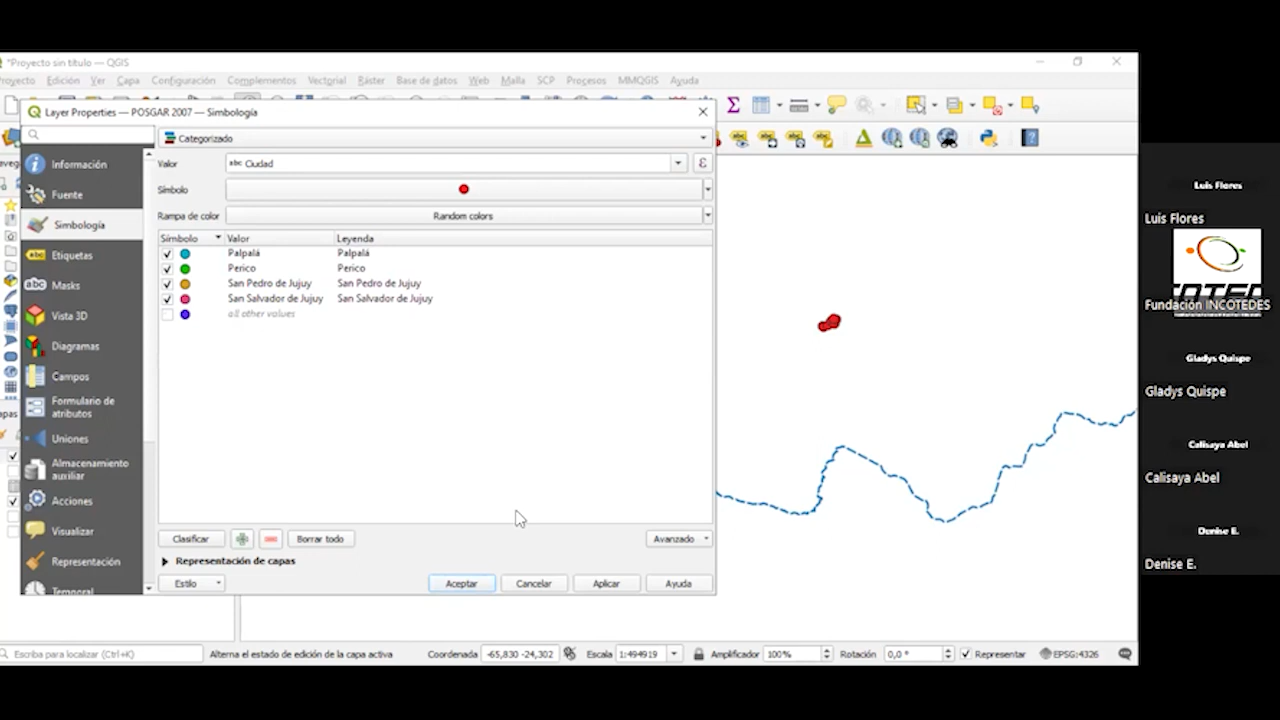 *Proyecto sin título — QGIS
royecto Edición Ver Capa Configuración Complementos Vectorial Ráster Base de datos Web Malla SCP Procesos MMQGIS Ayuda
Layer Properties — POSGAR 2007 — Simbología
Categorizado
Información
Fuente
Simbología
Etiquetas
Masks
Vista 3D
Diagramas
Campos
Formulario de
atributos
Uniones
Almacenamiento
auxiliar
Acciones
Visualizar
Representación
Temporal
Valor abc Ciudad ε
Símbolo
Rampa de color Random colors
Símbolo Valor Leyenda
Palpalá Palpalá
Perico Perico
San Pedro de Jujuy San Pedro de Jujuy
San Salvador de Jujuy San Salvador de Jujuy
all other values
Clasificar Borrar todo Avanzado
Representación de capas
Estilo Aceptar Cancelar Aplicar Ayuda
Escriba para localizar (Ctrl+K) Alterna el estado de edición de la capa activa Coordenada -65,830 -24,302 Escala 1:494919 Amplificador 100% Rotación 0,0 ° Representar EPSG:4326
Luis Flores
Luis Flores
Fundación INCOTEDES
Gladys Quispe
Gladys Quispe
Calisaya Abel
Calisaya Abel
Denise E.
Denise E.